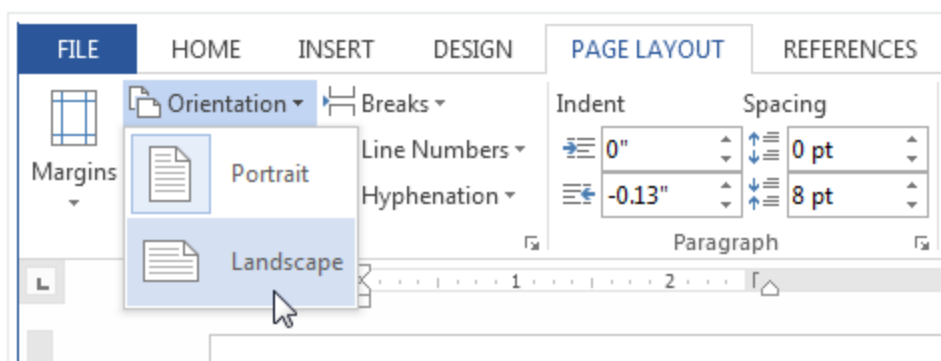 FILE HOME INSERT DESIGN PAGE LAYOUT REFERENCES
Orientation Breaks Indent Spacing
Margins Portrait Line Numbers 0" 0 pt
Hyphenation -0.13" 8 pt
Landscape Paragraph
1 2